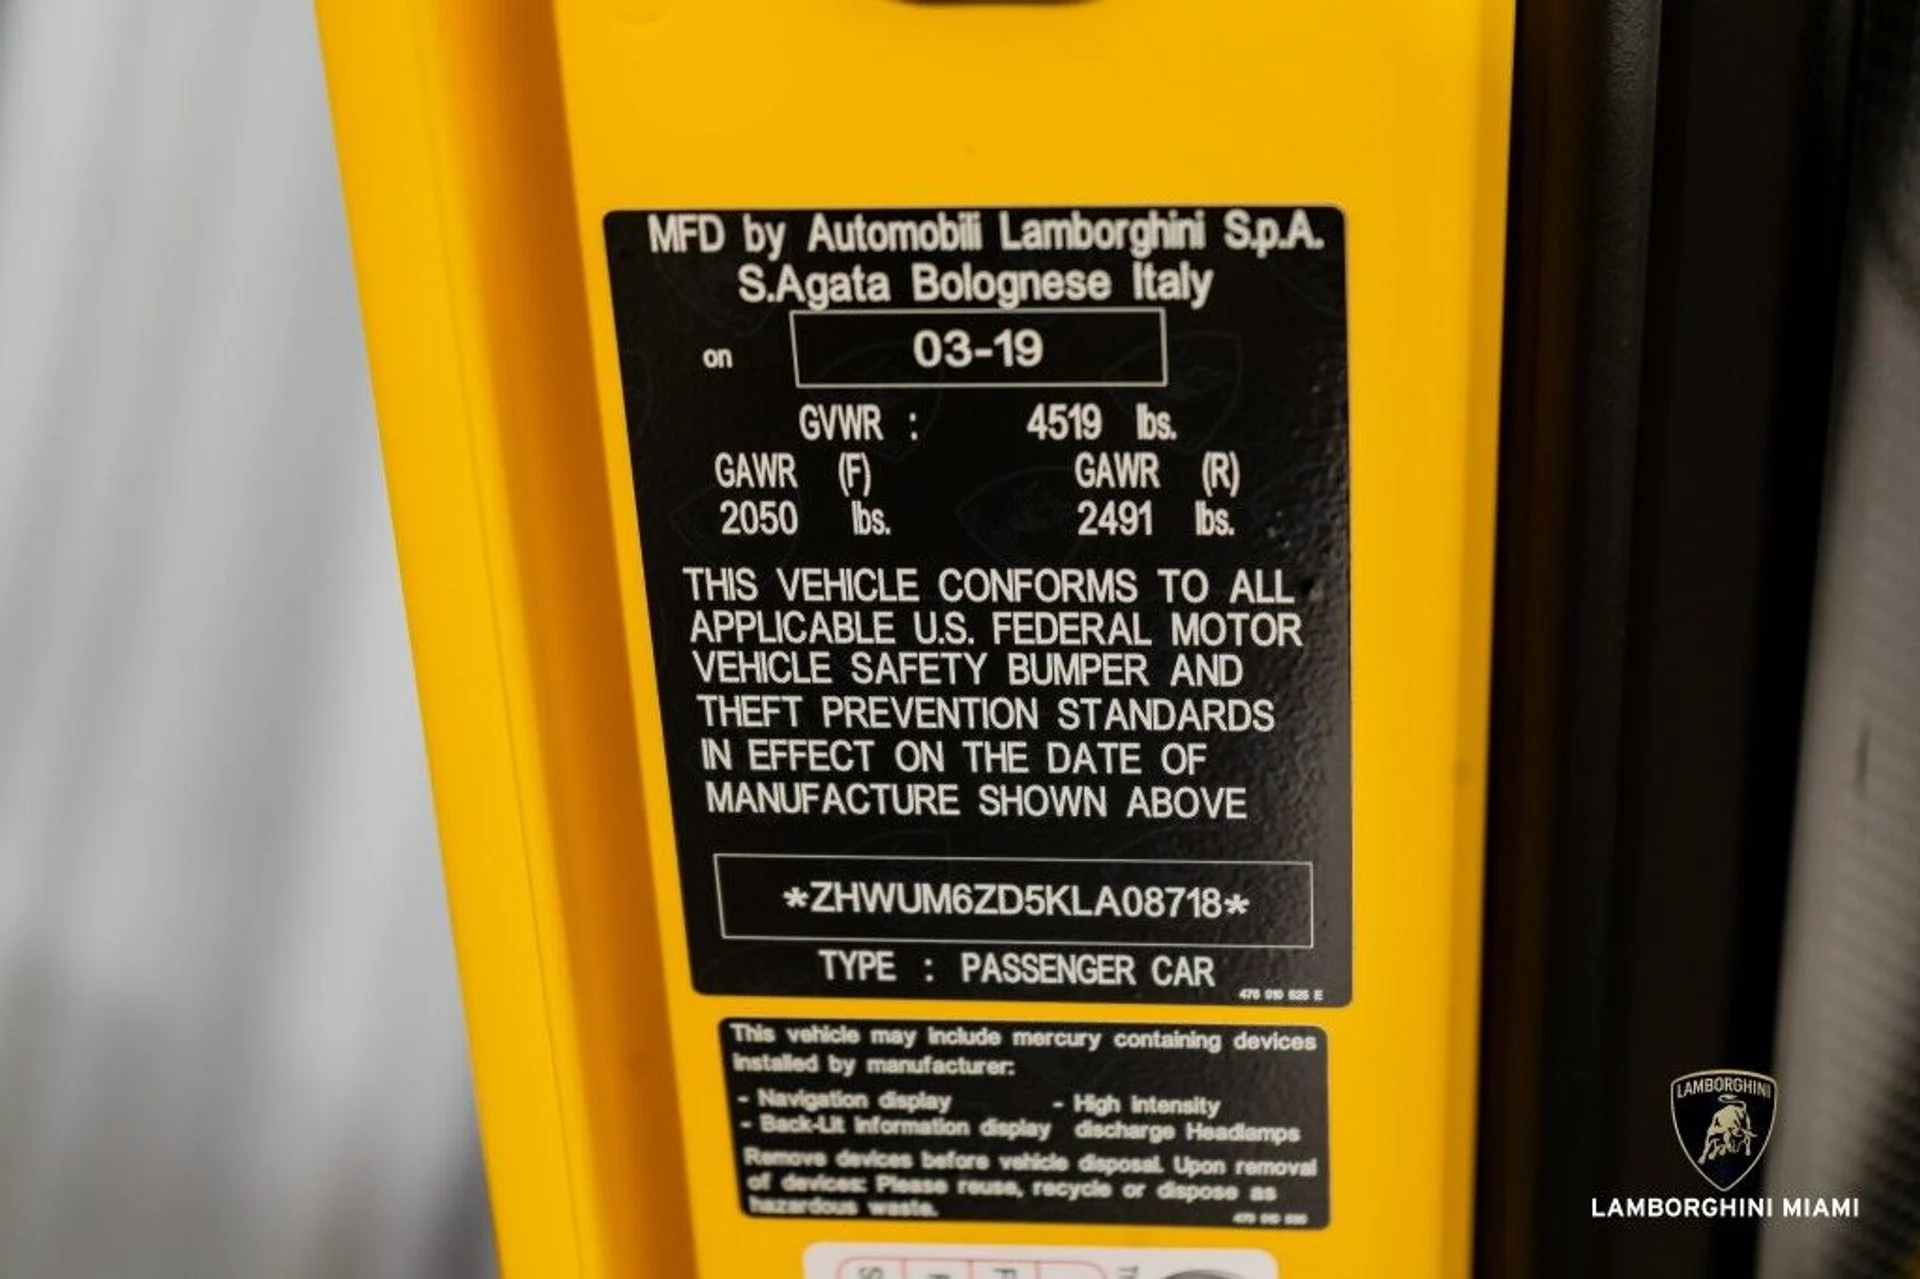 MFD by Automobili Lamborghini S.p.A.
S.Agata Bolognese Italy
on 03-19
GVWR : 4519 lbs.
GAWR (F) GAWR (R)
2050 lbs. 2491 lbs.
THIS VEHICLE CONFORMS TO ALL
APPLICABLE U.S. FEDERAL MOTOR
VEHICLE SAFETY BUMPER AND
THEFT PREVENTION STANDARDS
IN EFFECT ON THE DATE OF
MANUFACTURE SHOWN ABOVE
*ZHWUM6ZD5KLA08718*
TYPE : PASSENGER CAR
This vehicle may include mercury containing devices
installed by manufacturer:
- Navigation display - High intensity
- Back-Lit information display discharge Headlamps
Remove devices before vehicle disposal. Upon removal
of devices: Please reuse, recycle or dispose as
hazardous waste.
LAMBORGHINI
LAMBORGHINI MIAMI